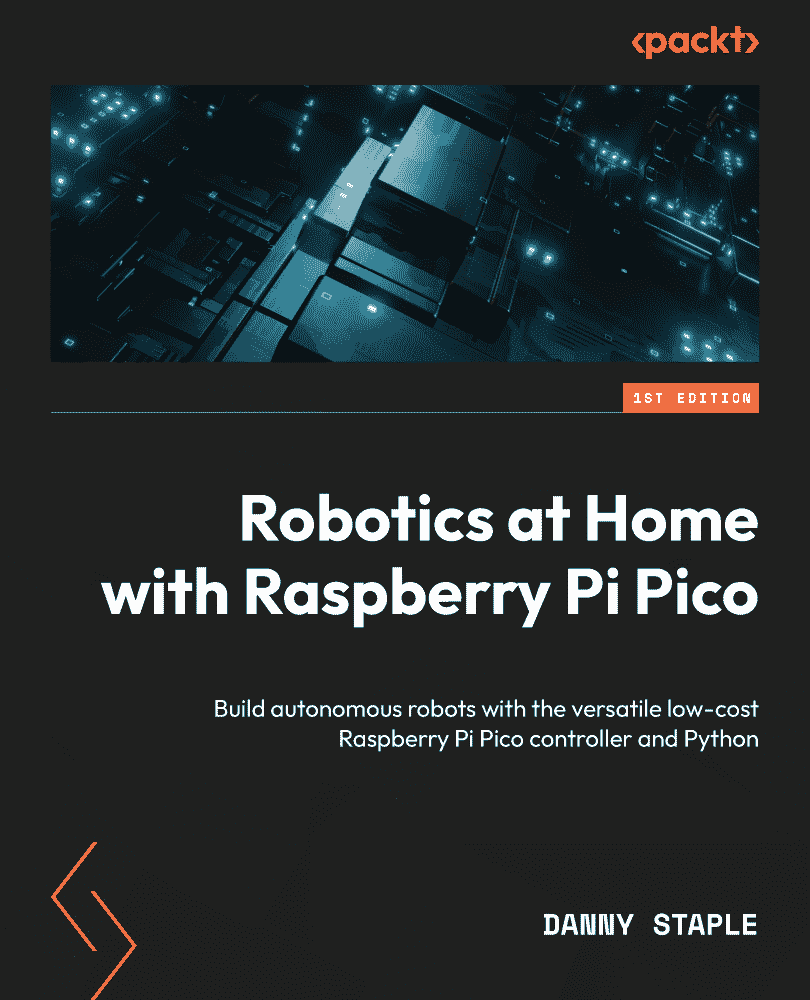 <packt>
1ST EDITION
Robotics at Home
with Raspberry Pi Pico
Build autonomous robots with the versatile low-cost
Raspberry Pi Pico controller and Python
DANNY STAPLE